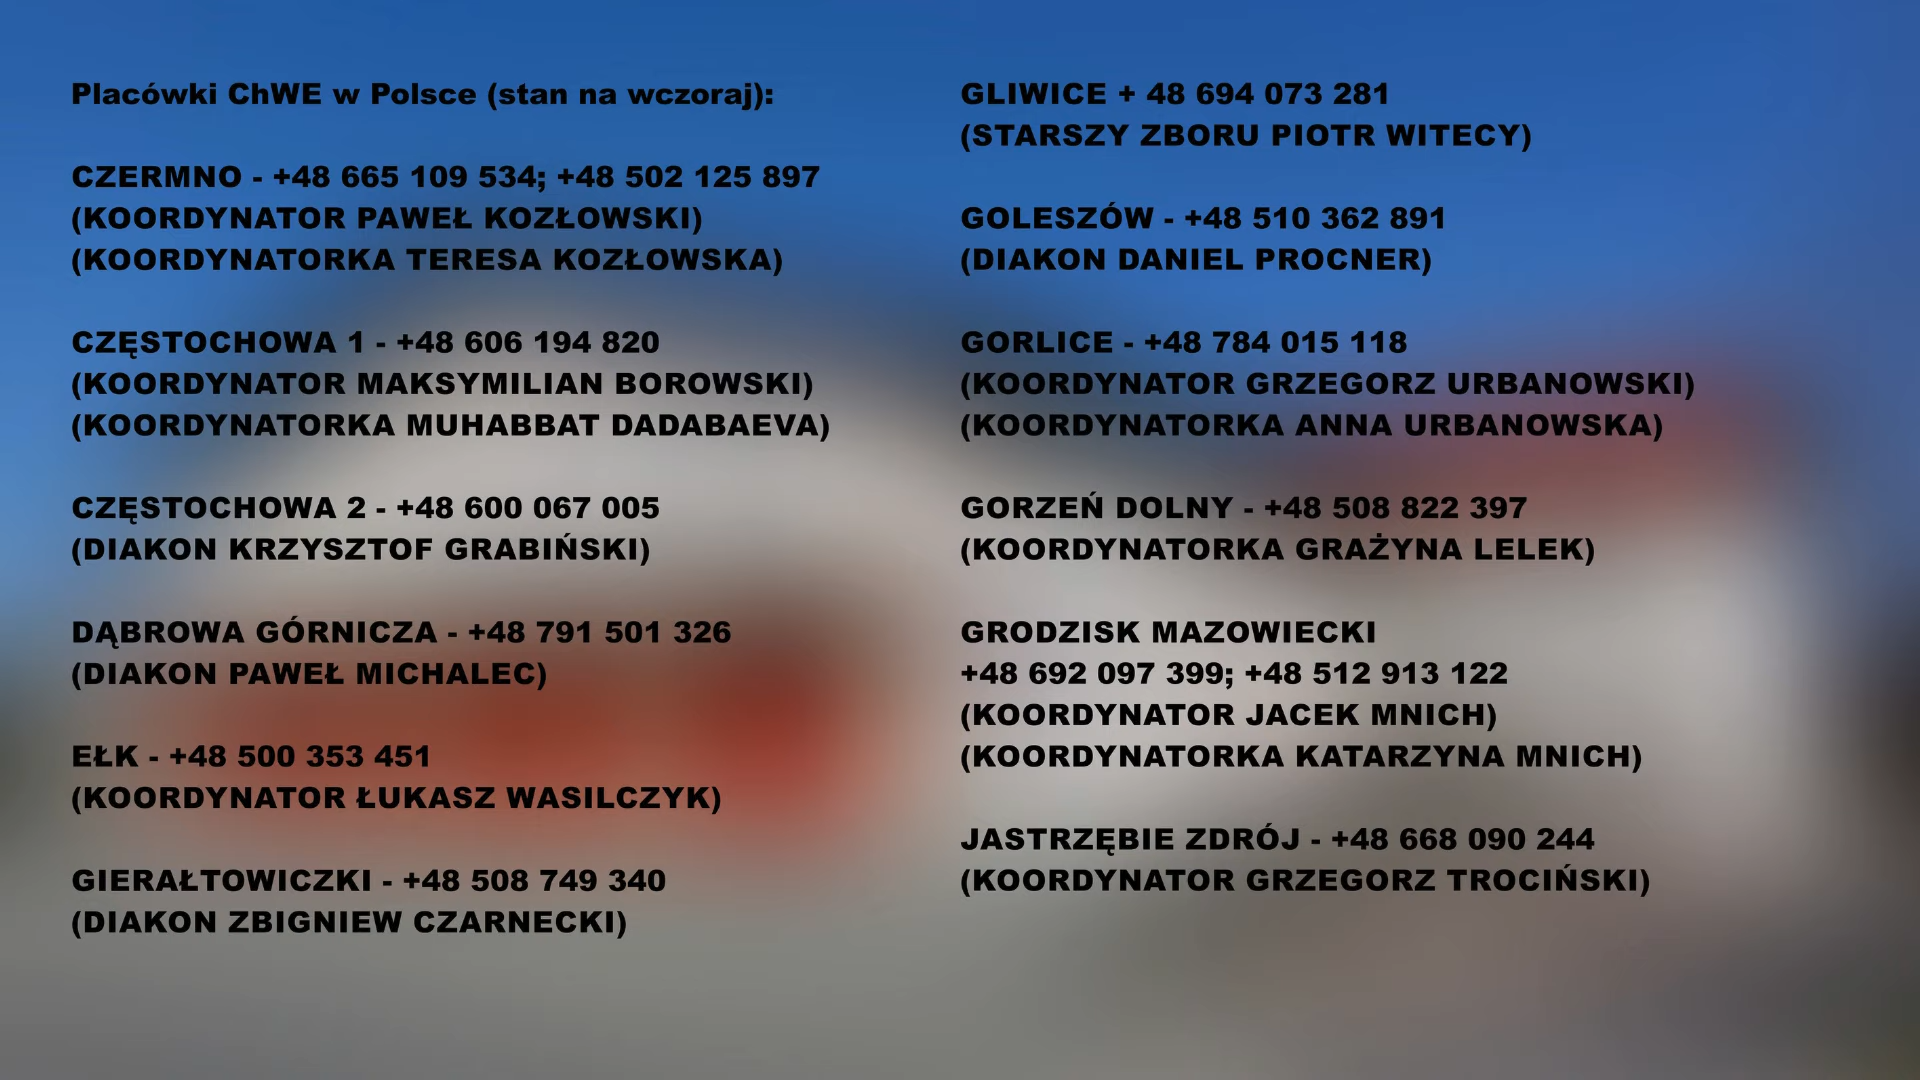 Placówki ChWE w Polsce (stan na wczoraj):
CZERMNO - +48 665 109 534; +48 502 125 897
(KOORDYNATOR PAWEŁ KOZŁOWSKI)
(KOORDYNATORKA TERESA KOZŁOWSKA)
CZĘSTOCHOWA 1 - +48 606 194 820
(KOORDYNATOR MAKSYMILIAN BOROWSKI)
(KOORDYNATORKA MUHABBAT DADABAEVA)
CZĘSTOCHOWA 2 - +48 600 067 005
(DIAKON KRZYSZTOF GRABIŃSKI)
DĄBROWA GÓRNICZA - +48 791 501 326
(DIAKON PAWEŁ MICHALEC)
EŁK - +48 500 353 451
(KOORDYNATOR ŁUKASZ WASILCZYK)
GIERAŁTOWICZKI - +48 508 749 340
(DIAKON ZBIGNIEW CZARNECKI)
GLIWICE + 48 694 073 281
(STARSZY ZBORU PIOTR WITECY)
GOLESZÓW - +48 510 362 891
(DIAKON DANIEL PROCNER)
GORLICE - +48 784 015 118
(KOORDYNATOR GRZEGORZ URBANOWSKI)
(KOORDYNATORKA ANNA URBANOWSKA)
GORZEŃ DOLNY - +48 508 822 397
(KOORDYNATORKA GRAŻYNA LELEK)
GRODZISK MAZOWIECKI
+48 692 097 399; +48 512 913 122
(KOORDYNATOR JACEK MNICH)
(KOORDYNATORKA KATARZYNA MNICH)
JASTRZĘBIE ZDRÓJ - +48 668 090 244
(KOORDYNATOR GRZEGORZ TROCIŃSKI)